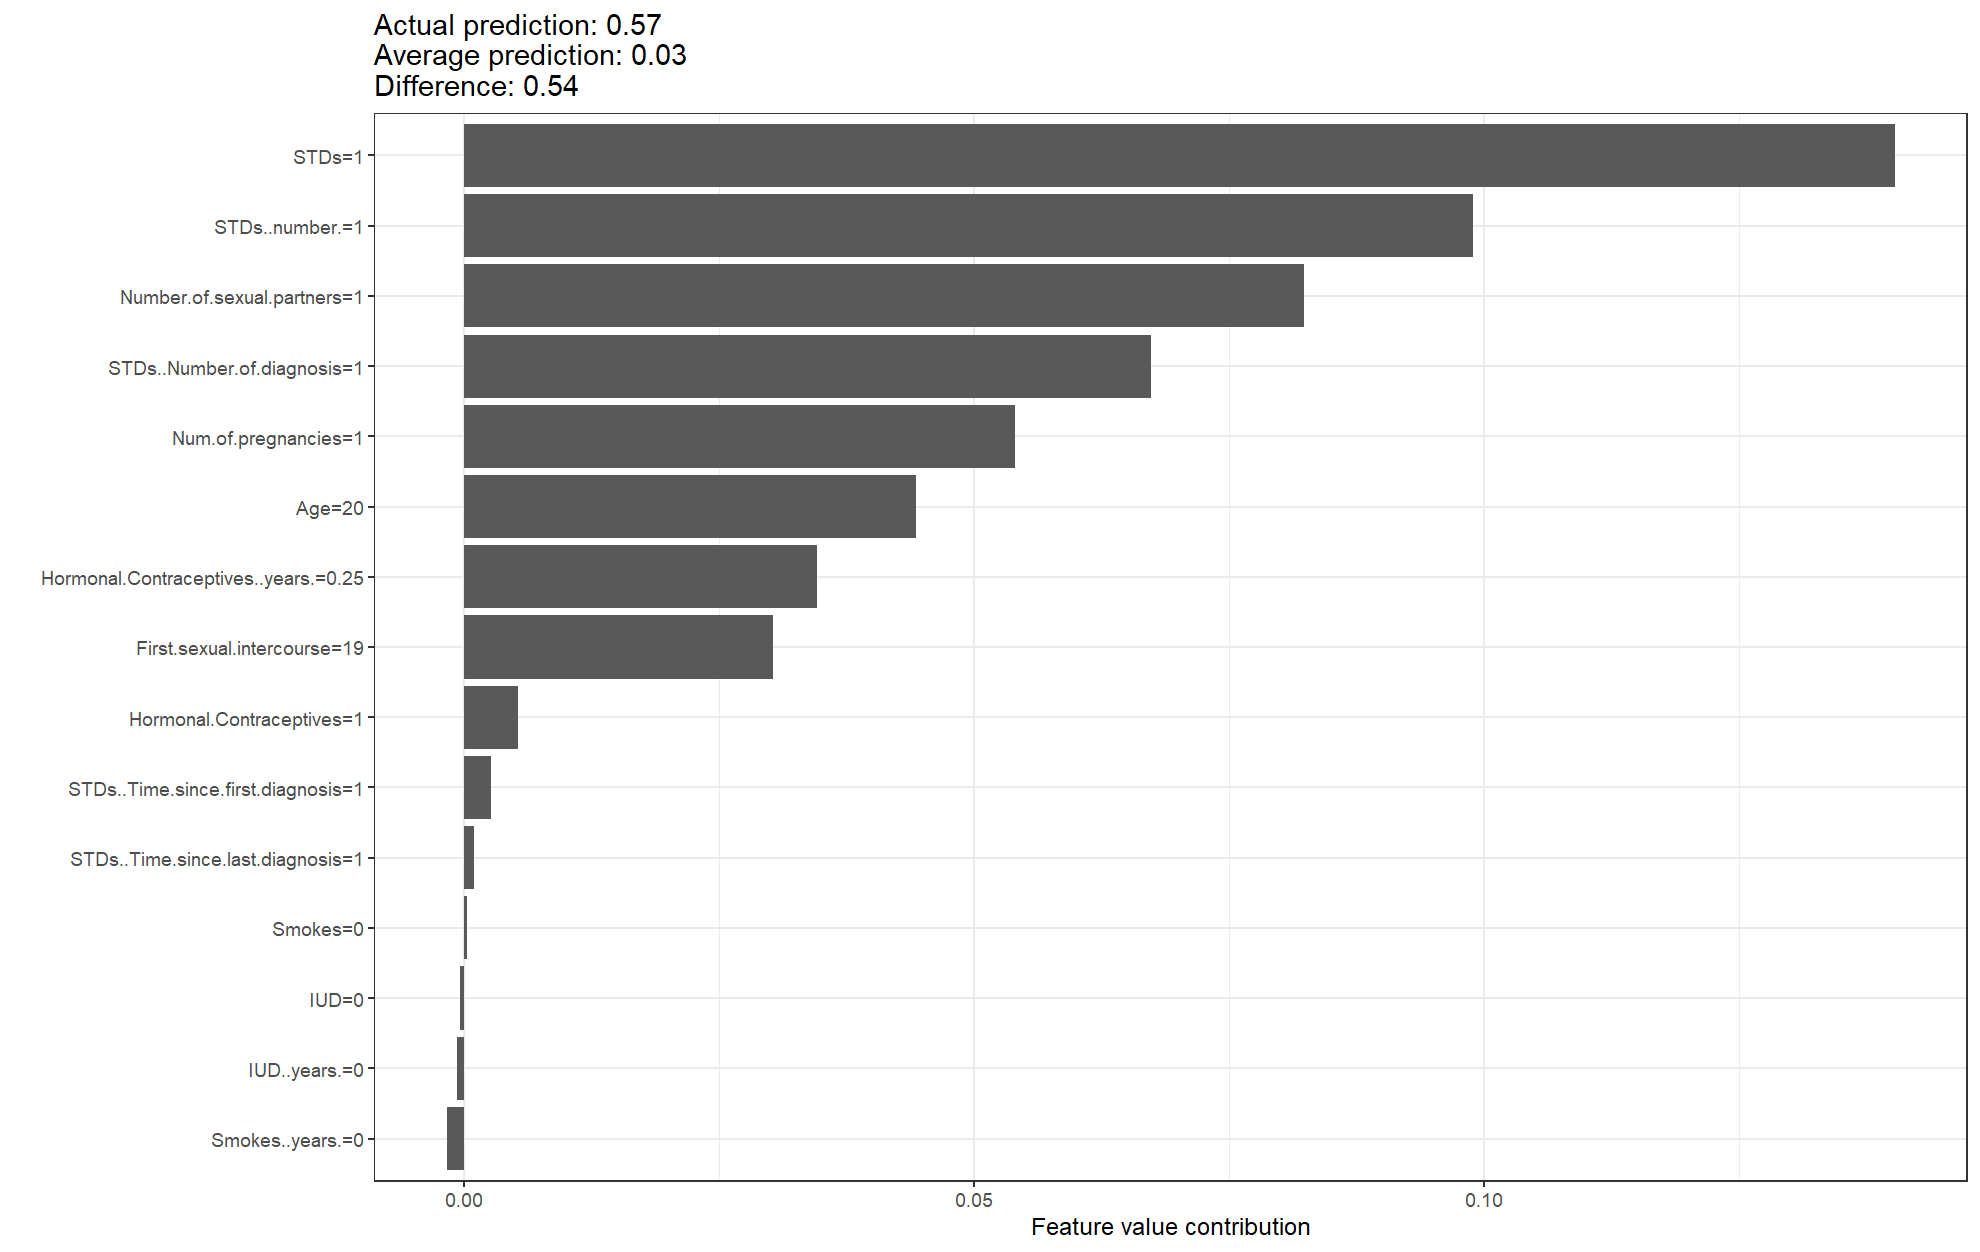 Actual prediction: 0.57
Average prediction: 0.03
Difference: 0.54
STDs=1
STDs..number.=1
Number.of.sexual.partners=1
STDs..Number.of.diagnosis=1
Num.of.pregnancies=1
Age=20
Hormonal.Contraceptives..years.=0.25
First.sexual.intercourse=19
Hormonal.Contraceptives=1
STDs..Time.since.first.diagnosis=1
STDs..Time.since.last.diagnosis=1
Smokes=0
IUD=0
IUD..years.=0
Smokes..years.=0
0.00 0.05 0.10
Feature value contribution